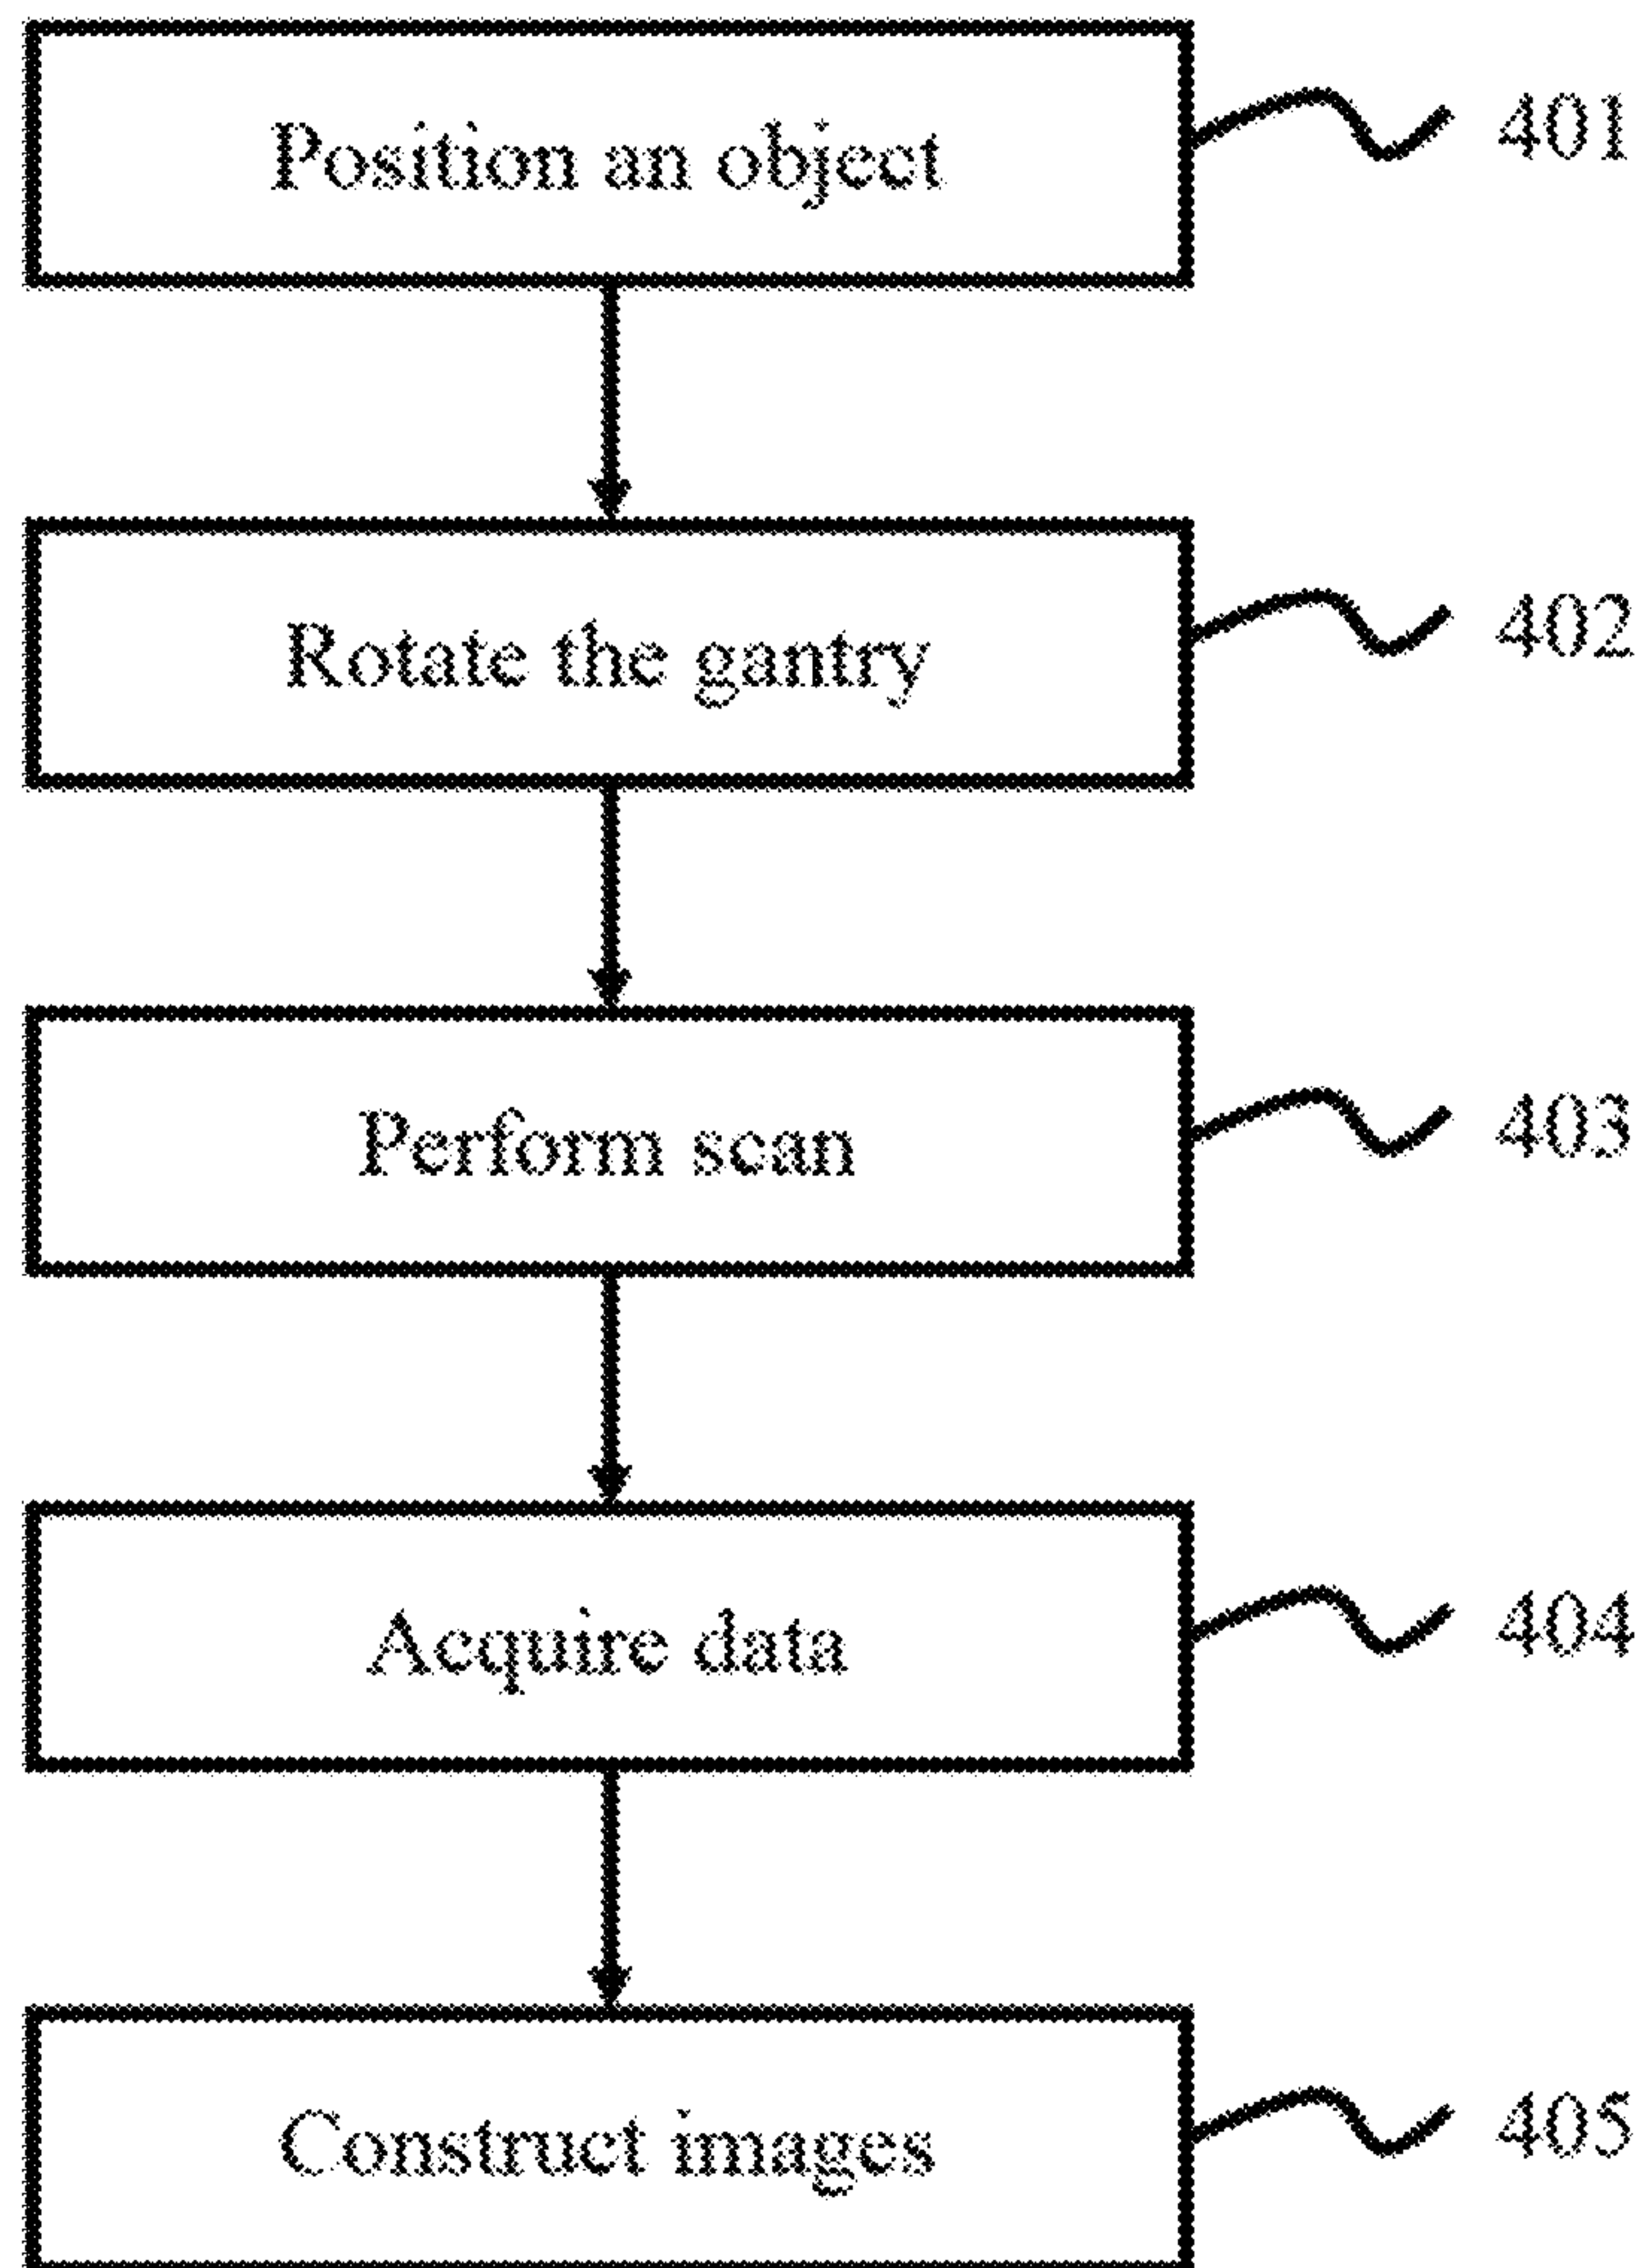 Position an object 401
Rotate the gantry 402
Perform scan 403
Acquire data 404
Construct images 405